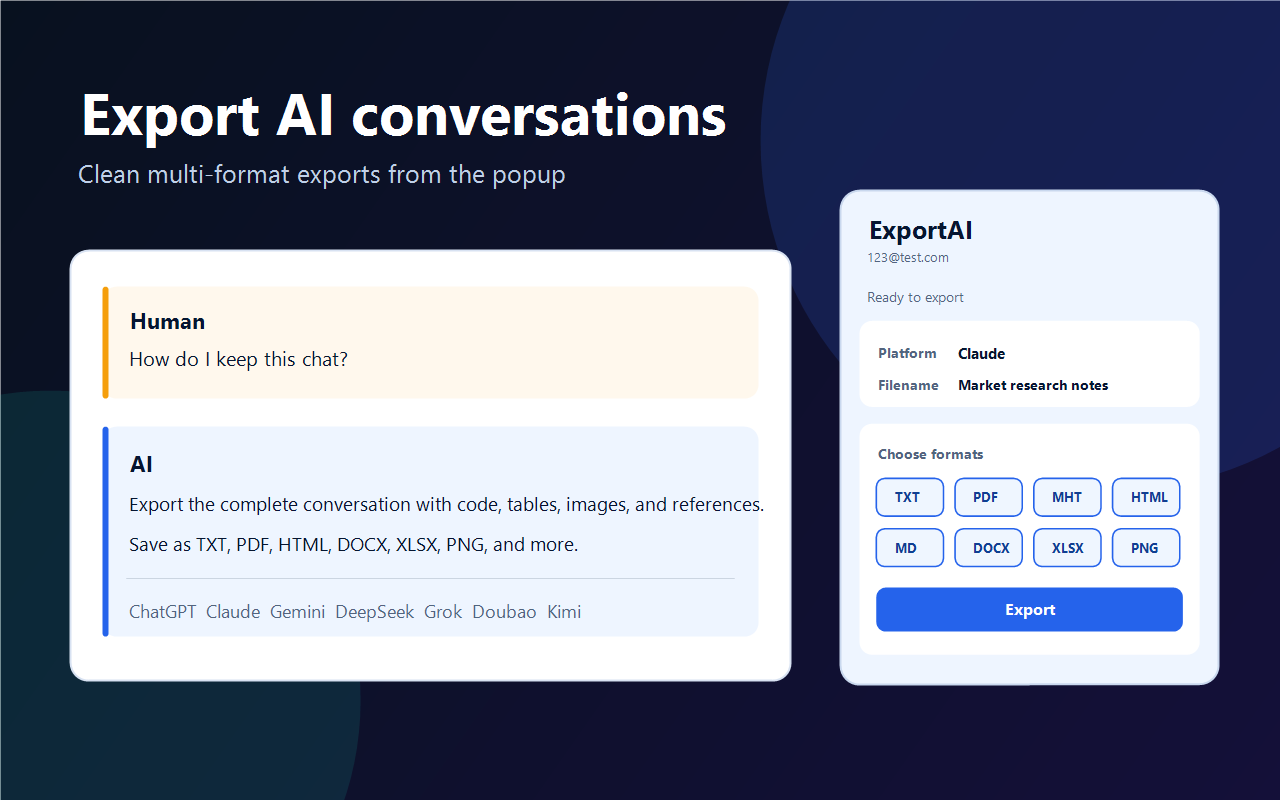 Export AI conversations
Clean multi-format exports from the popup
Human
How do I keep this chat?
AI
Export the complete conversation with code, tables, images, and references.
Save as TXT, PDF, HTML, DOCX, XLSX, PNG, and more.
ChatGPT Claude Gemini DeepSeek Grok Doubao Kimi
ExportAI
123@test.com
Ready to export
Platform Claude
Filename Market research notes
Choose formats
TXT PDF MHT HTML
MD DOCX XLSX PNG
Export